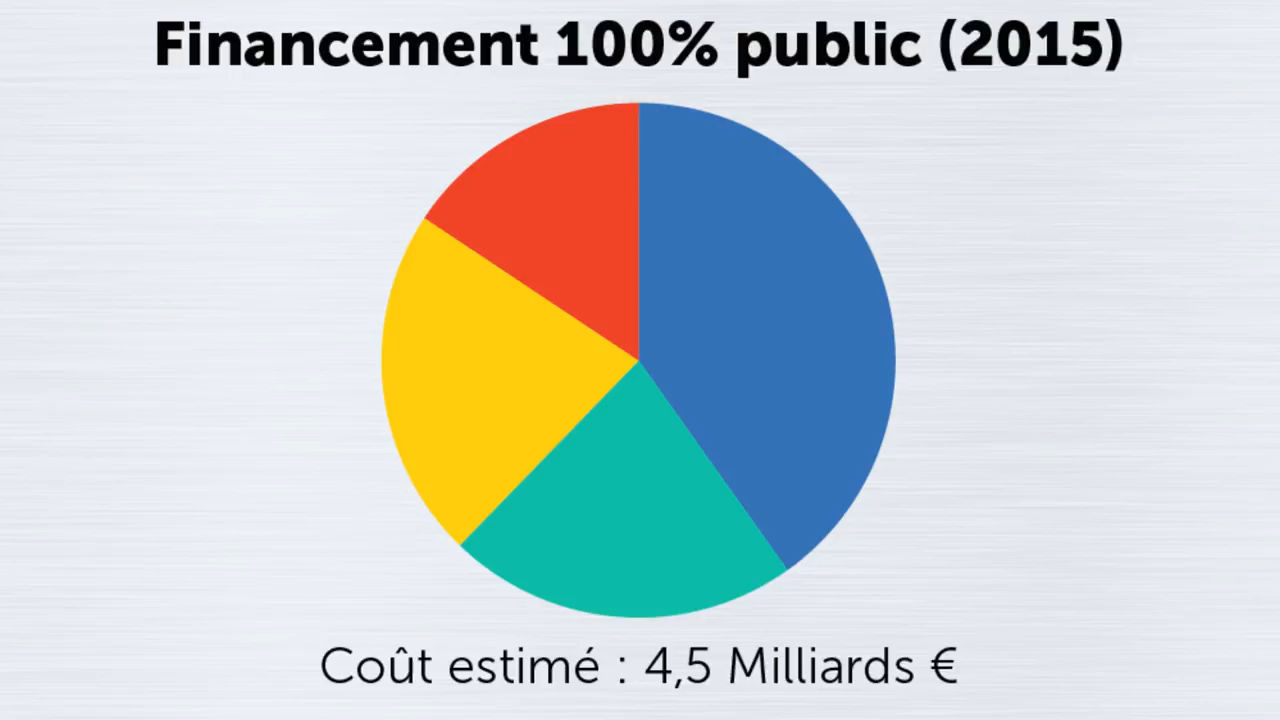 Financement 100% public (2015)
Coût estimé : 4,5 Milliards €